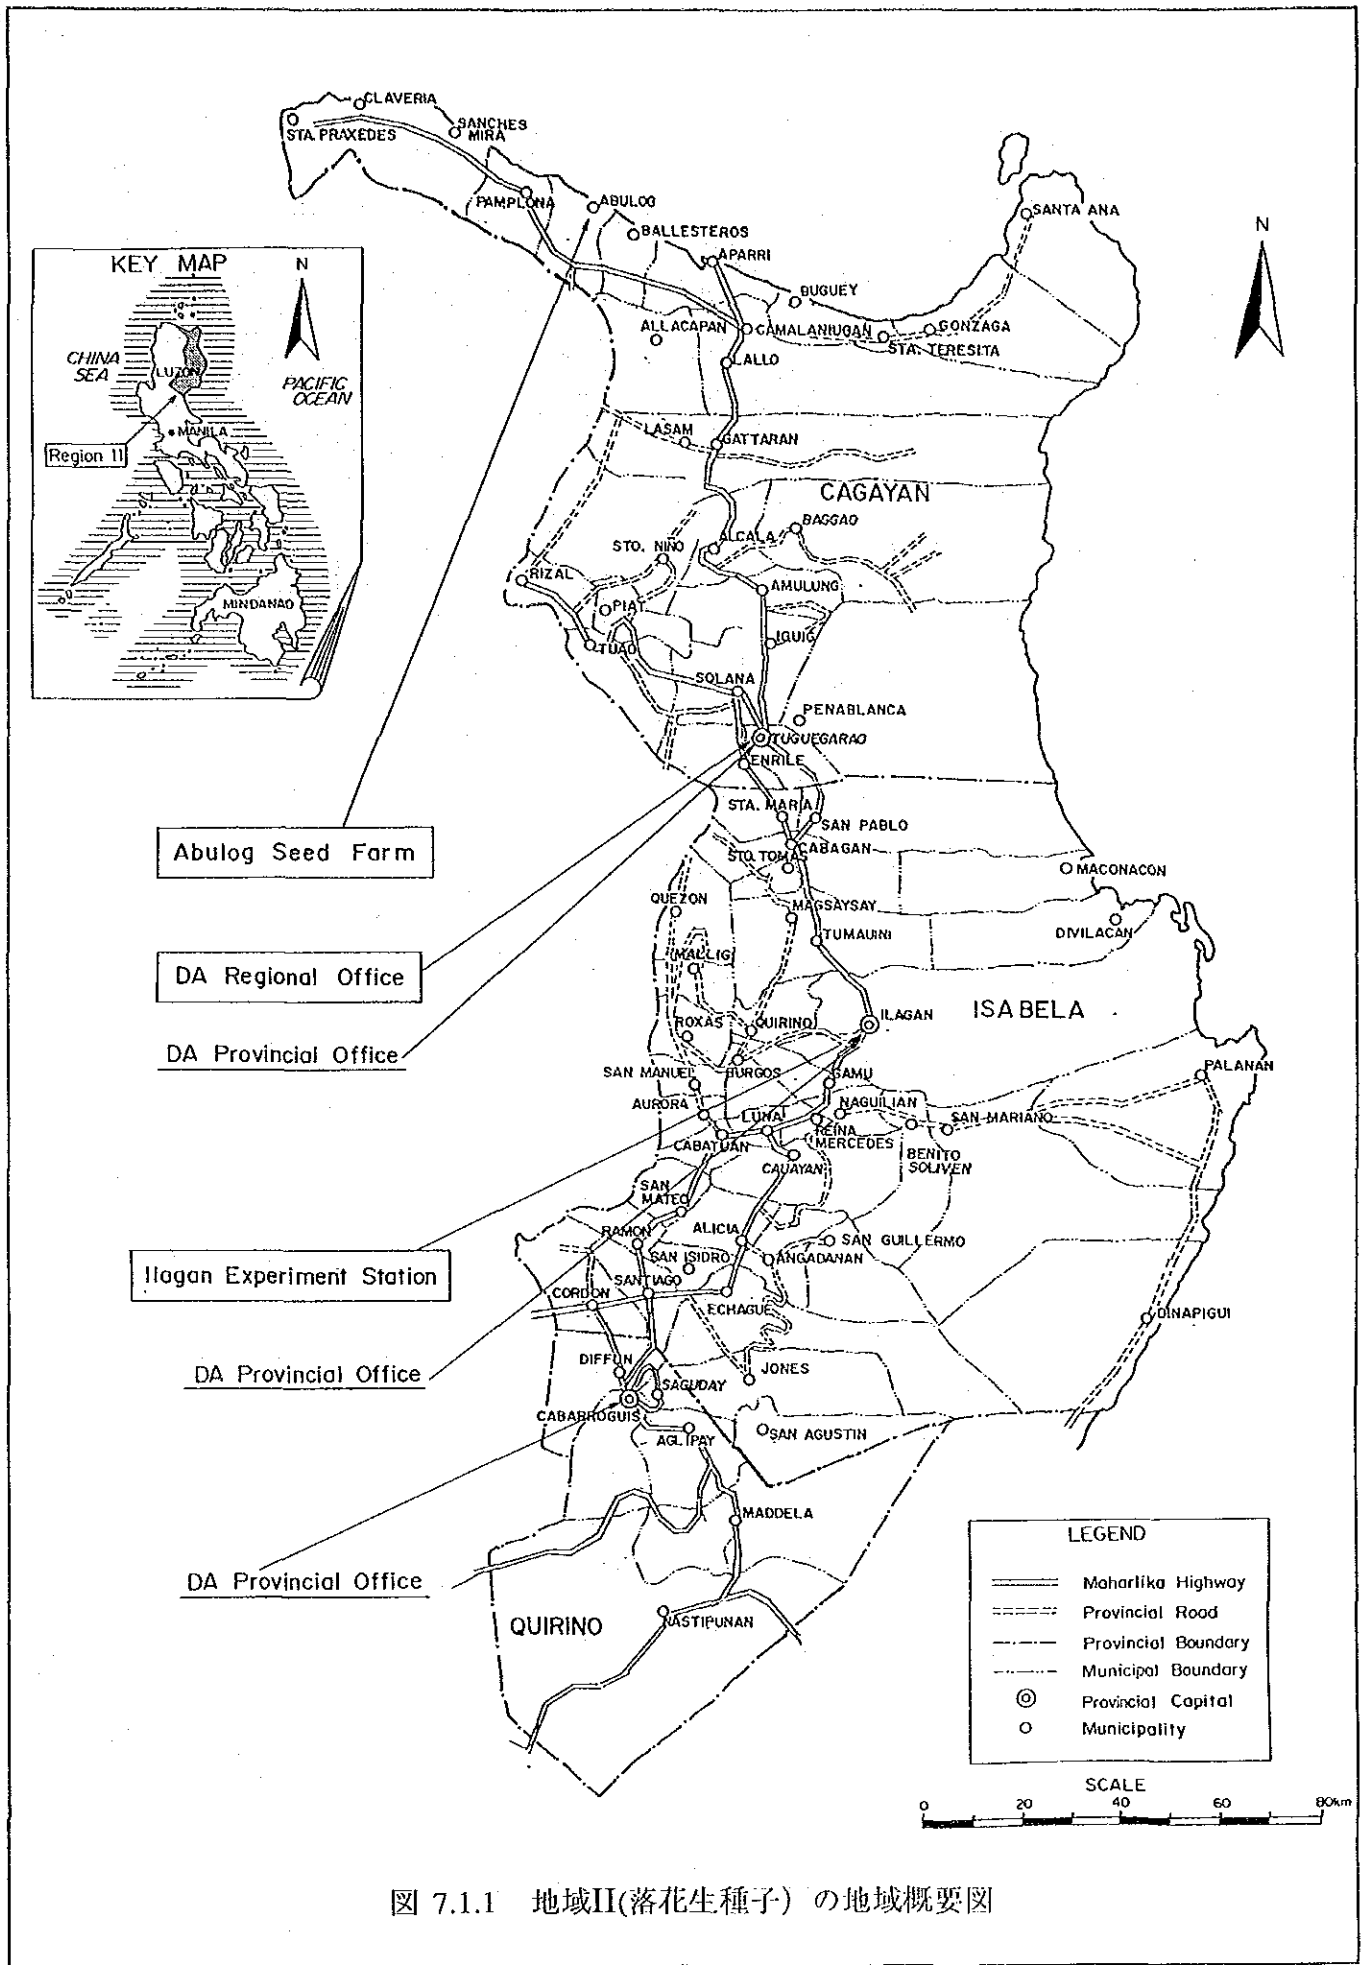 CLAVERIA
STA. PRAXEDES
SANCHES
MIRA
PAMPLONA
ABULOG
BALLESTEROS
APARRI
SANTA ANA
BUGUEY
ALLACAPAN
CAMALANIUGAN
GONZAGA
STA. TERESITA
LALLO
N
KEY MAP
N
CHINA
SEA
LUZON
PACIFIC
OCEAN
MANILA
Region II
MINDANAO
LASAM
GATTARAN
CAGAYAN
BAGGAO
STO. NINO
ALCALA
RIZAL
AMULUNG
PIAT
IGUIG
TUAO
SOLANA
PENABLANCA
TUGUEGARAO
ENRILE
STA. MARIA
SAN PABLO
Abulog Seed Farm
CABAGAN
STO. TOMAS
MACONACON
QUEZON
MAGSAYSAY
DIVILACAN
TUMAUINI
MALLIG
DA Regional Office
ISABELA
ILAGAN
ROXAS
QUIRINO
DA Provincial Office
BURGOS
PALANAN
SAN MANUEL
GAMU
AURORA
NAGUILIAN
LUNA
SAN MARIANO
REINA
MERCEDES
CABATUAN
BENITO
SOLIVEN
CAUAYAN
SAN
MATEO
RAMON
ALICIA
SAN GUILLERMO
SAN ISIDRO
ANGADANAN
Ilagan Experiment Station
SANTIAGO
CORDON
ECHAGUE
DINAPIGUI
DIFFUN
JONES
DA Provincial Office
SAGUDAY
CABARROGUIS
AGLIPAY
SAN AGUSTIN
MADDELA
DA Provincial Office
QUIRINO
NASTIPUNAN
LEGEND
Maharlika Highway
Provincial Road
Provincial Boundary
Municipal Boundary
Provincial Capital
Municipality
SCALE
0 20 40 60 80km
図 7.1.1 地域II(落花生種子) の地域概要図